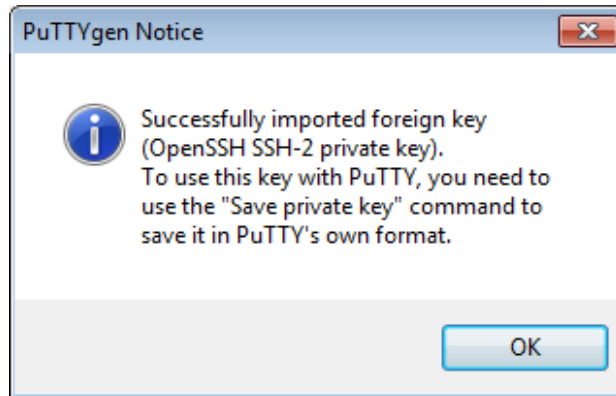 PuTTYgen Notice
Successfully imported foreign key
(OpenSSH SSH-2 private key).
To use this key with PuTTY, you need to
use the "Save private key" command to
save it in PuTTY's own format.
OK